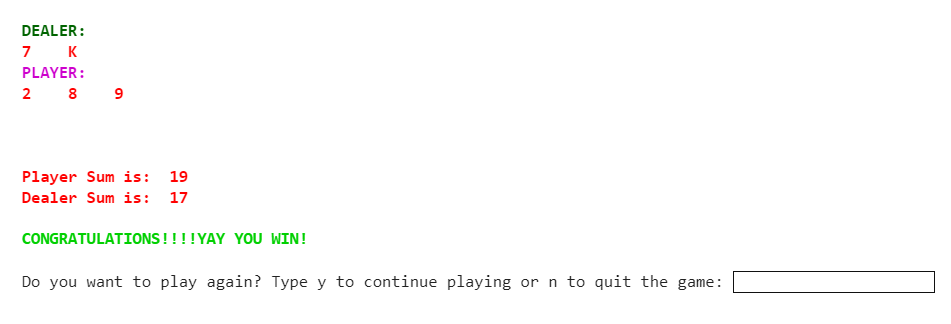 DEALER:
7 K
PLAYER:
2 8 9
Player Sum is: 19
Dealer Sum is: 17
CONGRATULATIONS!!!!YAY YOU WIN!
Do you want to play again? Type y to continue playing or n to quit the game: